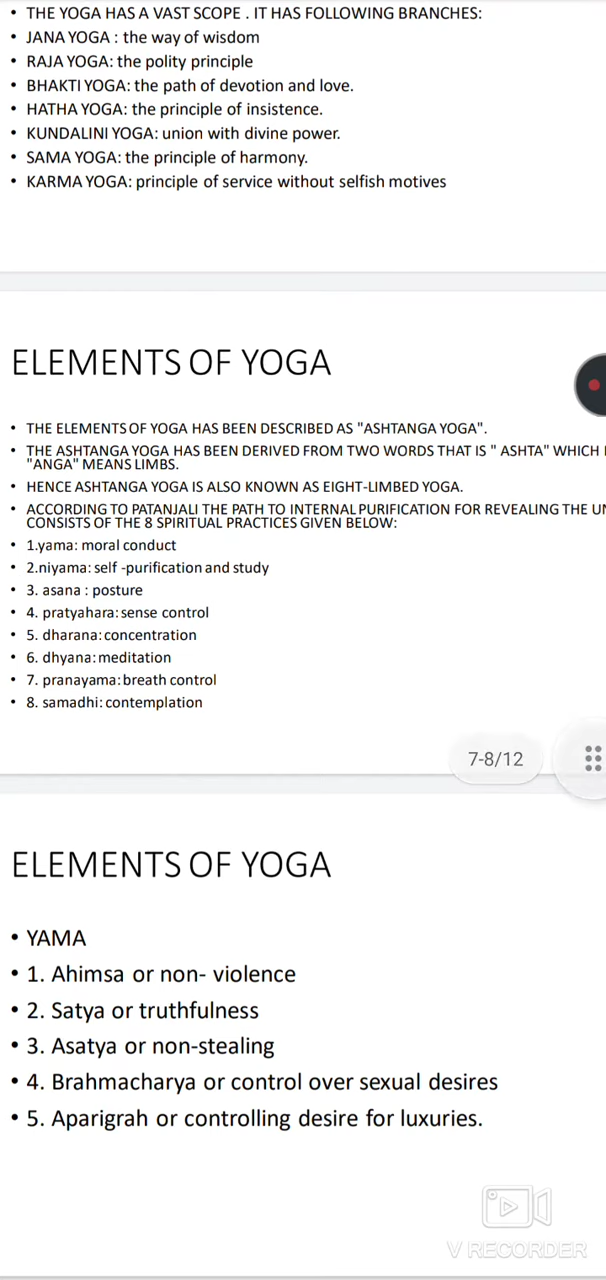 • THE YOGA HAS A VAST SCOPE . IT HAS FOLLOWING BRANCHES:
• JANA YOGA : the way of wisdom
• RAJA YOGA: the polity principle
• BHAKTI YOGA: the path of devotion and love.
• HATHA YOGA: the principle of insistence.
• KUNDALINI YOGA: union with divine power.
• SAMA YOGA: the principle of harmony.
• KARMA YOGA: principle of service without selfish motives
ELEMENTS OF YOGA
• THE ELEMENTS OF YOGA HAS BEEN DESCRIBED AS "ASHTANGA YOGA".
• THE ASHTANGA YOGA HAS BEEN DERIVED FROM TWO WORDS THAT IS " ASHTA" WHICH
"ANGA" MEANS LIMBS.
• HENCE ASHTANGA YOGA IS ALSO KNOWN AS EIGHT-LIMBED YOGA.
• ACCORDING TO PATANJALI THE PATH TO INTERNAL PURIFICATION FOR REVEALING THE
CONSISTS OF THE 8 SPIRITUAL PRACTICES GIVEN BELOW:
• 1.yama: moral conduct
• 2.niyama: self -purification and study
• 3. asana : posture
• 4. pratyahara: sense control
• 5. dharana: concentration
• 6. dhyana: meditation
• 7. pranayama: breath control
• 8. samadhi: contemplation
7-8/12
ELEMENTS OF YOGA
• YAMA
• 1. Ahimsa or non- violence
• 2. Satya or truthfulness
• 3. Asatya or non-stealing
• 4. Brahmacharya or control over sexual desires
• 5. Aparigrah or controlling desire for luxuries.
V RECORDER